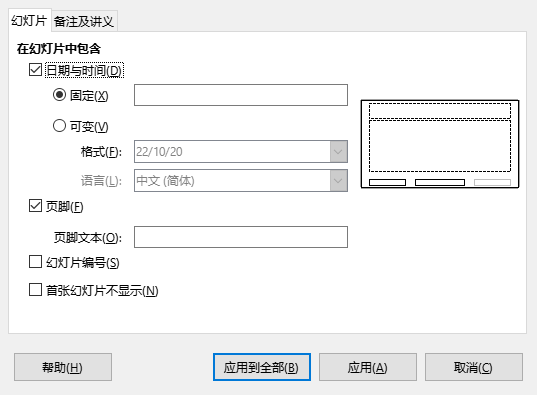 幻灯片 备注及讲义
在幻灯片中包含
日期与时间(D)
固定(X)
可变(V)
格式(F): 22/10/20
语言(L): 中文 (简体)
页脚(F)
页脚文本(O):
幻灯片编号(S)
首张幻灯片不显示(N)
帮助(H) 应用到全部(B) 应用(A) 取消(C)